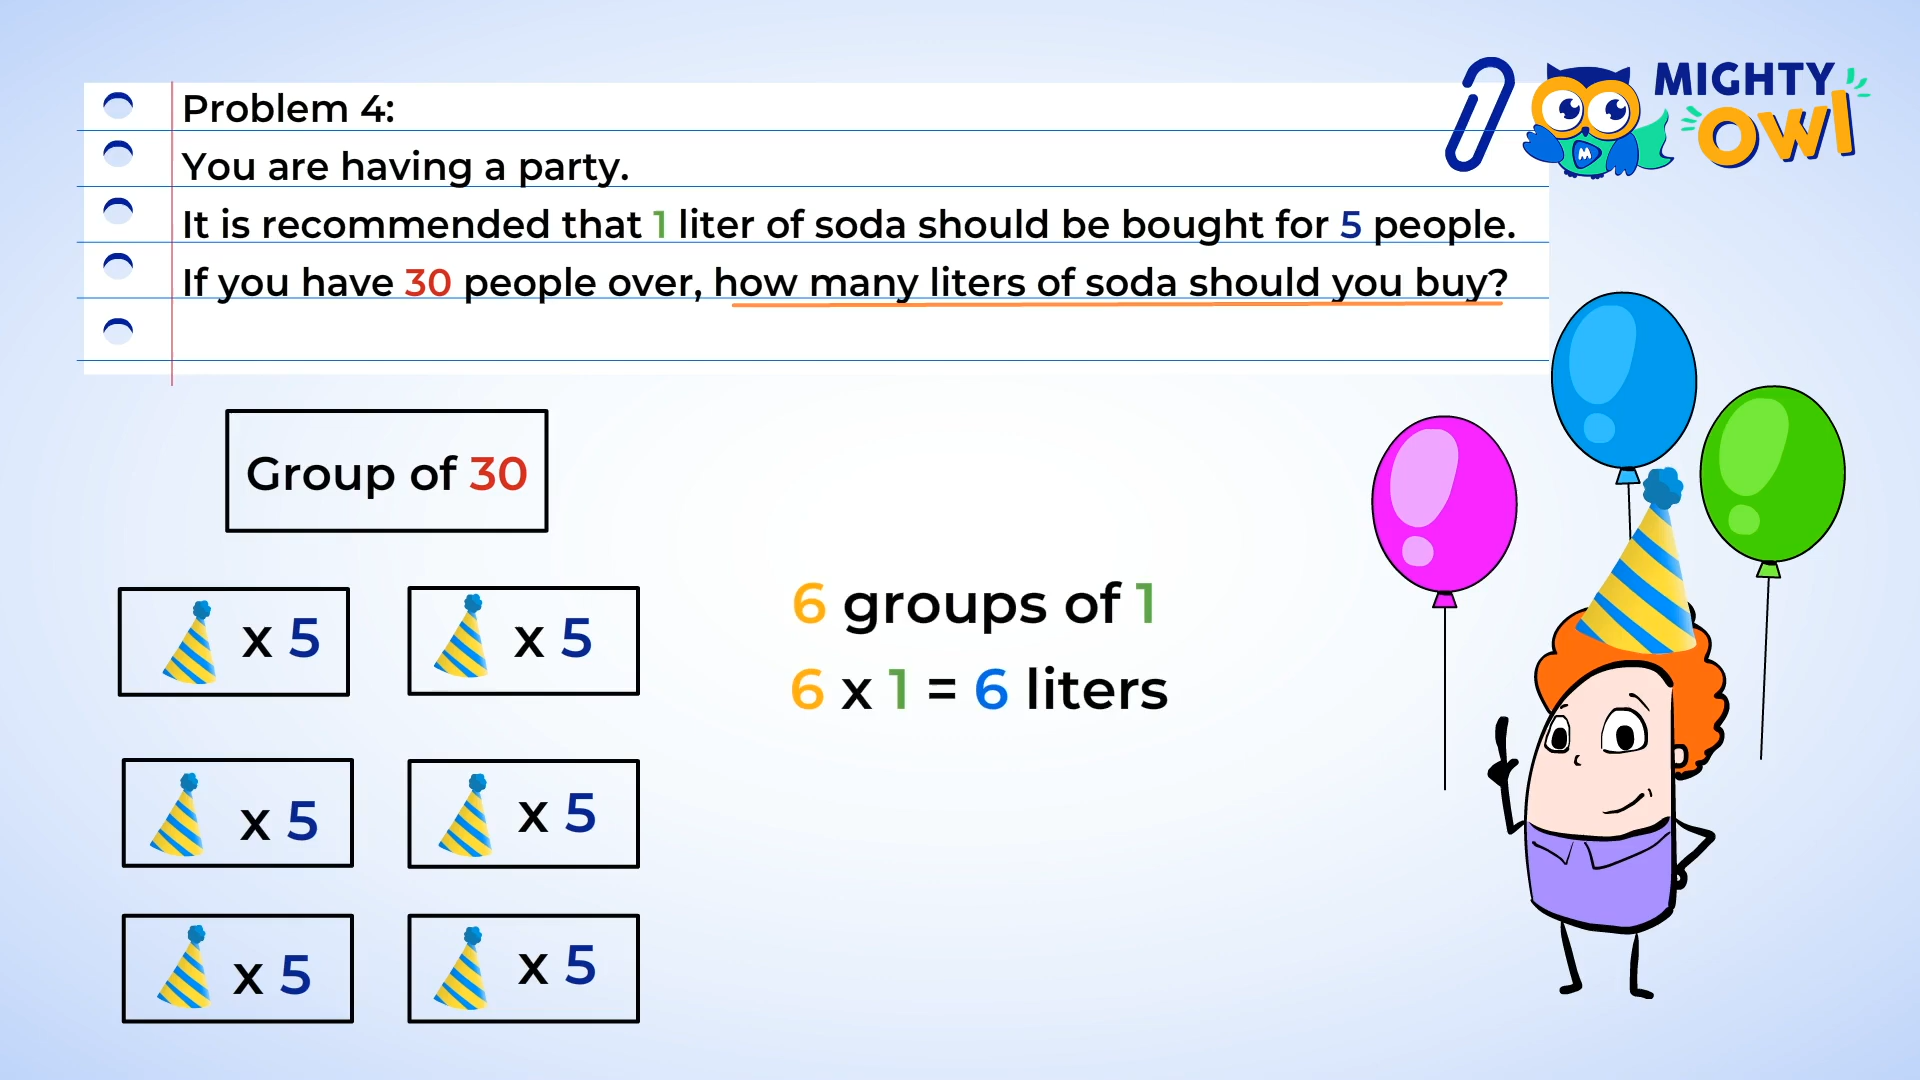 Problem 4:
You are having a party.
It is recommended that 1 liter of soda should be bought for 5 people.
If you have 30 people over, how many liters of soda should you buy?
MIGHTY
OWl
M
Group of 30
x 5
x 5
x 5
x 5
x 5
x 5
6 groups of 1
6 x 1 = 6 liters